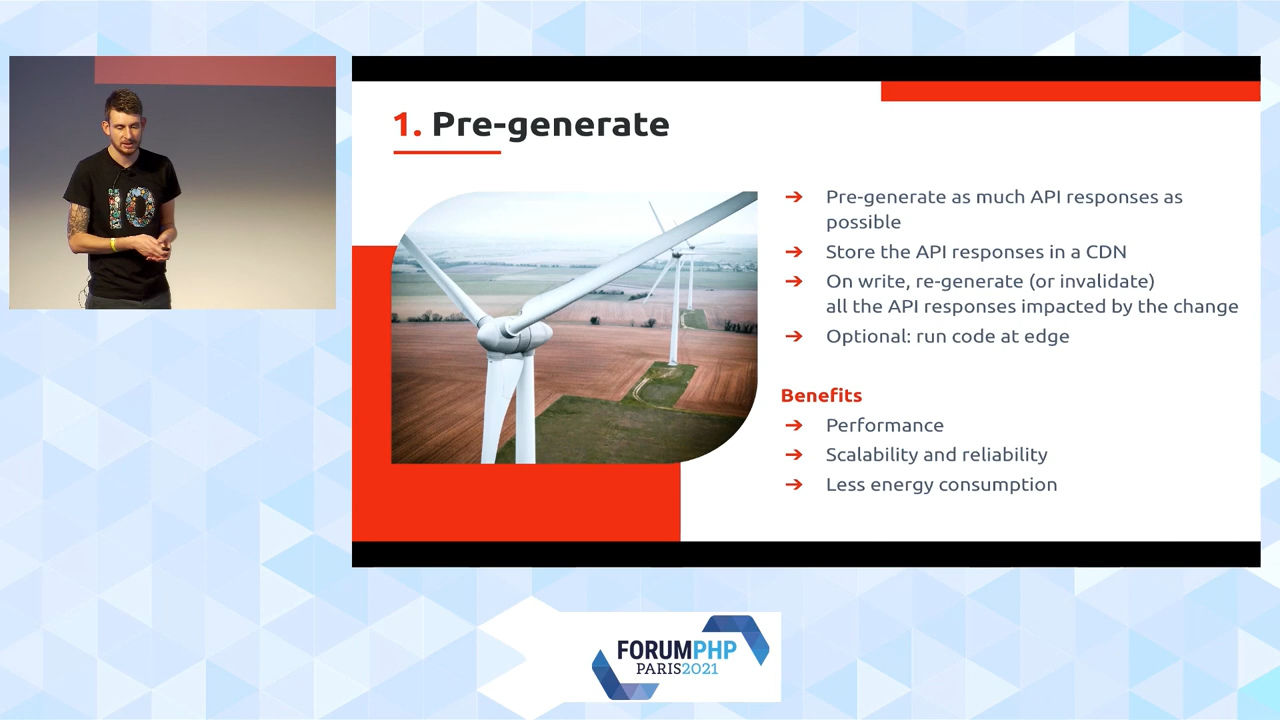 IO
1. Pre-generate
➔ Pre-generate as much API responses as
possible
➔ Store the API responses in a CDN
➔ On write, re-generate (or invalidate)
all the API responses impacted by the change
➔ Optional: run code at edge
Benefits
➔ Performance
➔ Scalability and reliability
➔ Less energy consumption
FORUMPHP
PARIS2021